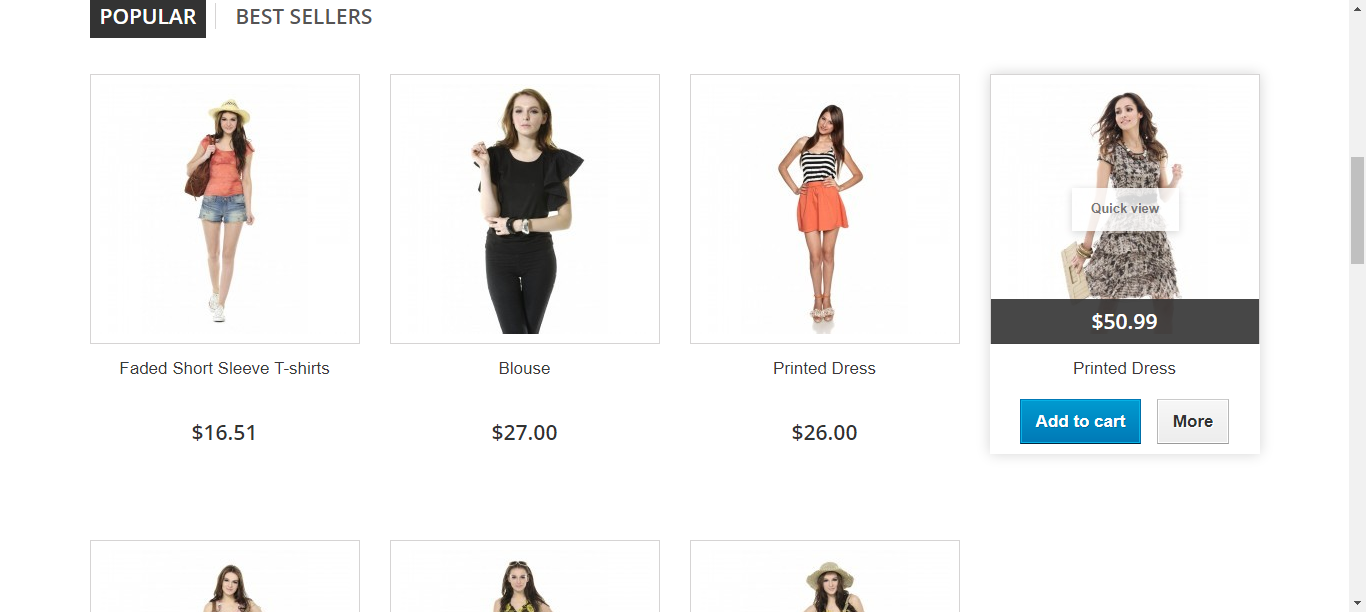 POPULAR BEST SELLERS
Quick view
$50.99
Faded Short Sleeve T-shirts Blouse Printed Dress Printed Dress
Add to cart More
$16.51 $27.00 $26.00